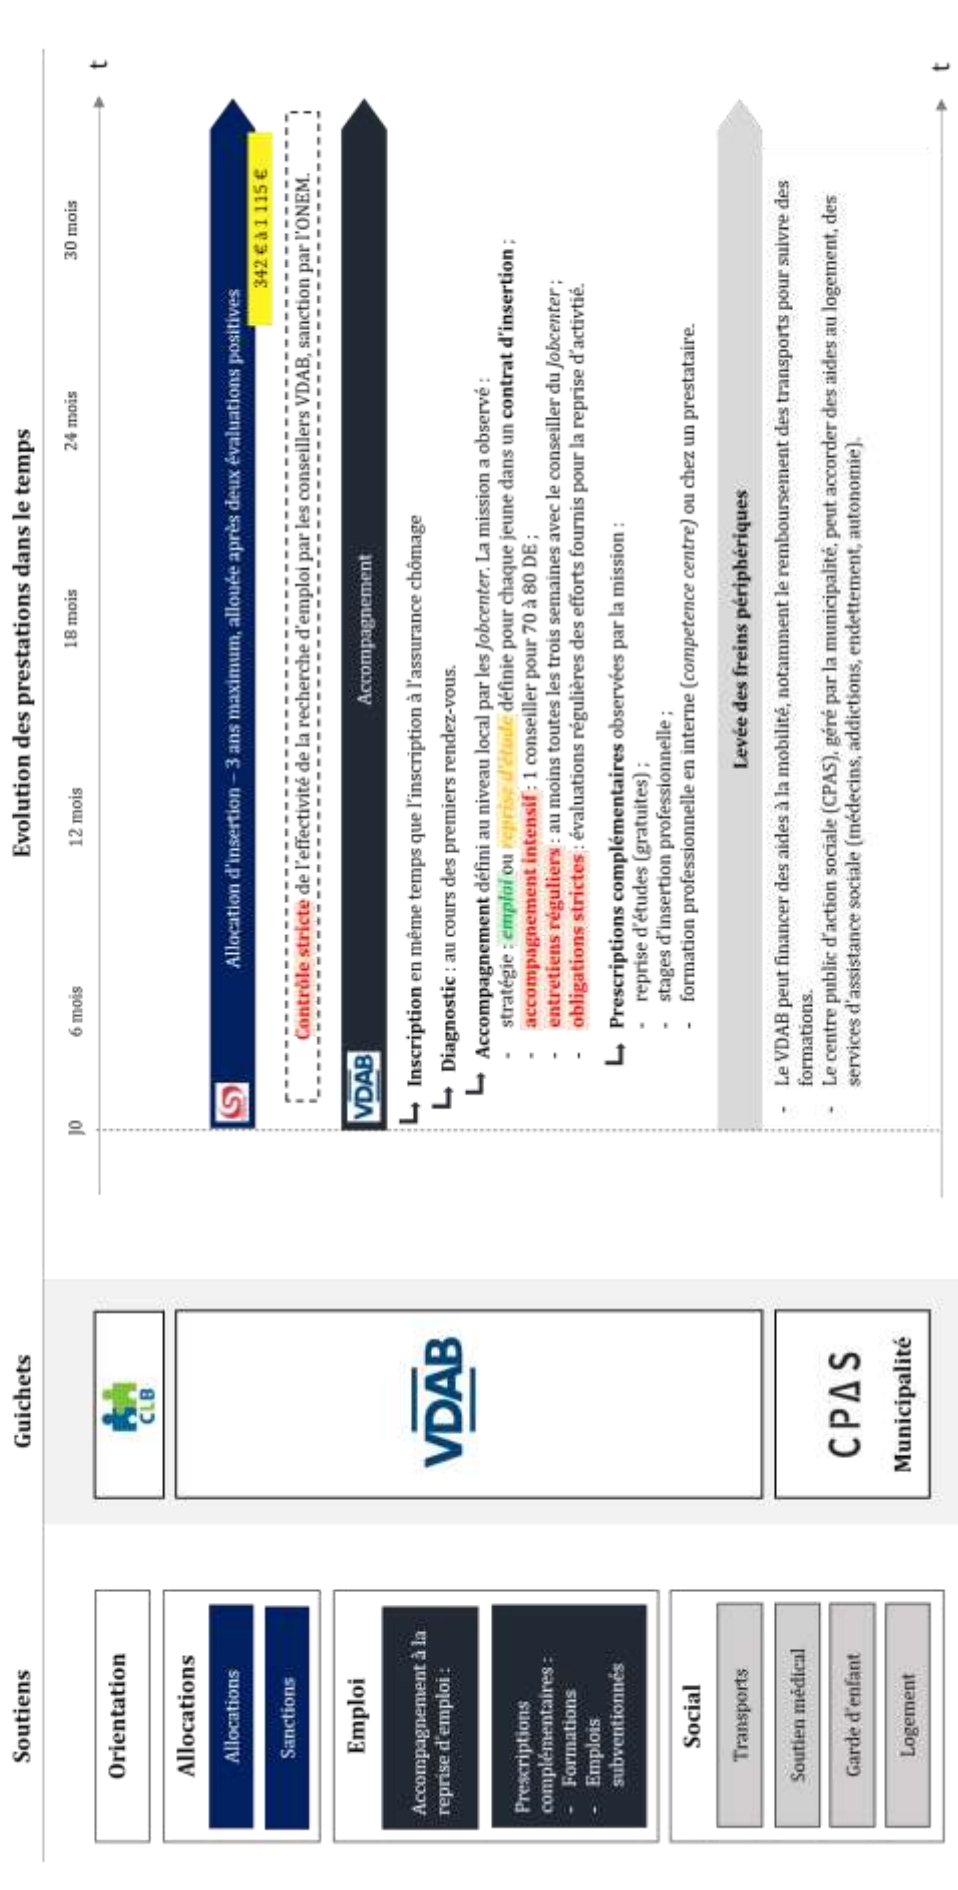 Soutiens
Guichets
Evolution des prestations dans le temps
Orientation
Allocations
Allocations
Sanctions
Emploi
Accompagnement à la
reprise d'emploi :
Prescriptions
complémentaires :
- Formations
- Emplois
subventionnés
Social
Transports
Soutien médical
Garde d'enfant
Logement
CLB
VDAB
CPAS
Municipalité
J0
6 mois
12 mois
18 mois
24 mois
30 mois
t
Allocation d'insertion – 3 ans maximum, allouée après deux évaluations positives
342 € à 1 115 €
Contrôle stricte de l'effectivité de la recherche d'emploi par les conseillers VDAB, sanction par l'ONEM.
VDAB
Accompagnement
Inscription en même temps que l'inscription à l'assurance chômage
Diagnostic : au cours des premiers rendez-vous.
Accompagnement défini au niveau local par les Jobcenter. La mission a observé :
- stratégie : emploi ou reprise d'étude définie pour chaque jeune dans un contrat d'insertion ;
- accompagnement intensif : 1 conseiller pour 70 à 80 DE ;
- entretiens réguliers : au moins toutes les trois semaines avec le conseiller du Jobcenter ;
- obligations strictes : évaluations régulières des efforts fournis pour la reprise d'activtié.
Prescriptions complémentaires observées par la mission :
- reprise d'études (gratuites) ;
- stages d'insertion professionnelle ;
- formation professionnelle en interne (competence centre) ou chez un prestataire.
Levée des freins périphériques
- Le VDAB peut financer des aides à la mobilité, notamment le remboursement des transports pour suivre des
formations.
- Le centre public d'action sociale (CPAS), géré par la municipalité, peut accorder des aides au logement, des
services d'assistance sociale (médecins, addictions, endettement, autonomie).
t